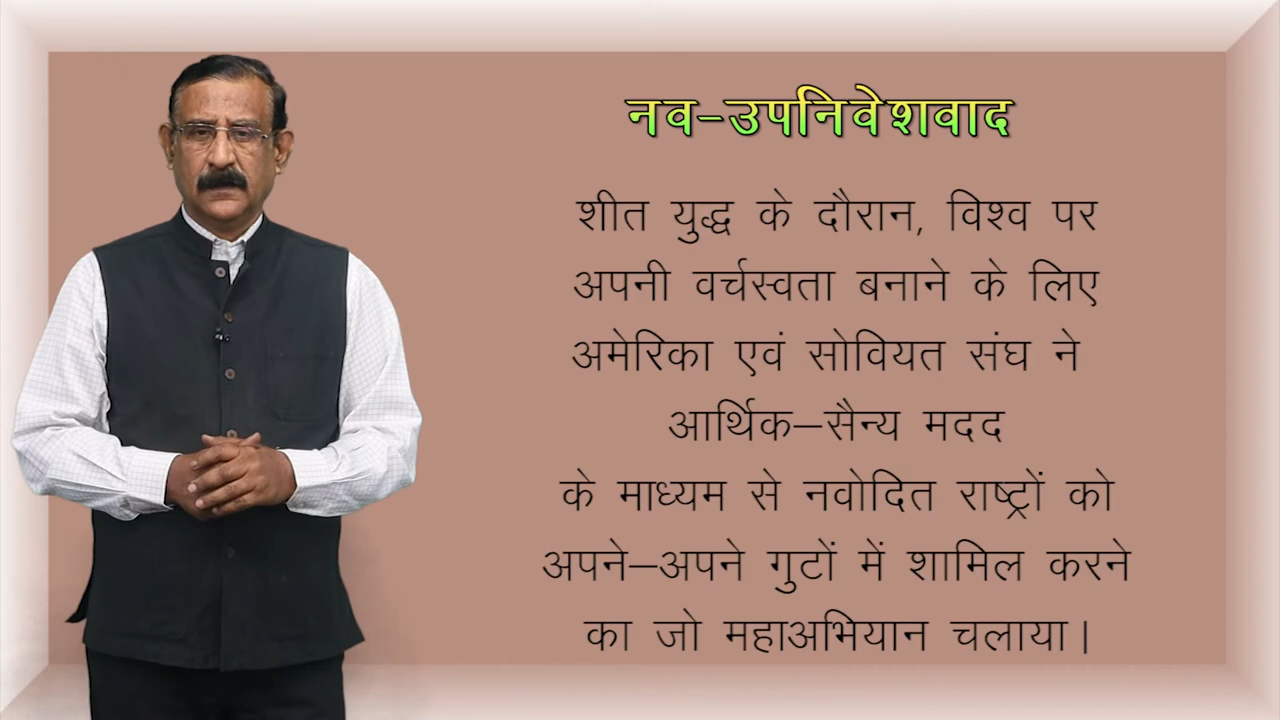 नव–उपनिवेशवाद
शीत युद्ध के दौरान, विश्व पर
अपनी वर्चस्वता बनाने के लिए
अमेरिका एवं सोवियत संघ ने
आर्थिक–सैन्य मदद
के माध्यम से नवोदित राष्ट्रों को
अपने–अपने गुटों में शामिल करने
का जो महाअभियान चलाया।